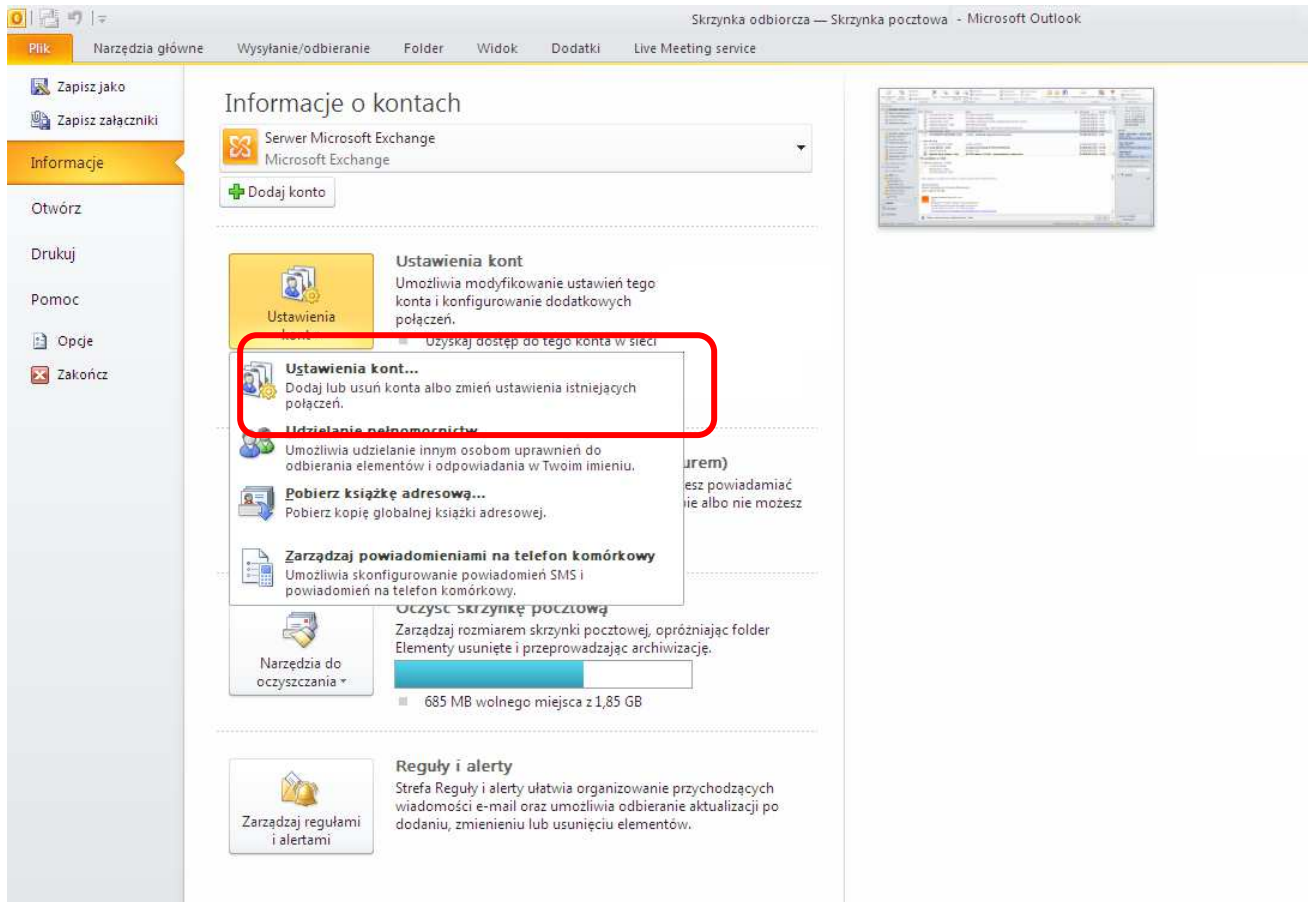 Skrzynka odbiorcza — Skrzynka pocztowa - Microsoft Outlook
Plik Narzędzia główne Wysyłanie/odbieranie Folder Widok Dodatki Live Meeting service
Zapisz jako
Zapisz załączniki
Informacje
Otwórz
Drukuj
Pomoc
Opcje
Zakończ
Informacje o kontach
Serwer Microsoft Exchange
Microsoft Exchange
Dodaj konto
Ustawienia
kont
Ustawienia kont
Umożliwia modyfikowanie ustawień tego
konta i konfigurowanie dodatkowych
połączeń.
Uzyskaj dostęp do tego konta w sieci
Ustawienia kont...
Dodaj lub usuń konta albo zmień ustawienia istniejących
połączeń.
Udzielanie pełnomocnictw
Umożliwia udzielanie innym osobom uprawnień do
odbierania elementów i odpowiadania w Twoim imieniu.
Pobierz książkę adresową...
Pobierz kopię globalnej książki adresowej.
Zarządzaj powiadomieniami na telefon komórkowy
Umożliwia skonfigurowanie powiadomień SMS i
powiadomień na telefon komórkowy.
urem)
esz powiadamiać
ie albo nie możesz
Narzędzia do
oczyszczania
Oczyść skrzynkę pocztową
Zarządzaj rozmiarem skrzynki pocztowej, opróżniając folder
Elementy usunięte i przeprowadzając archiwizację.
685 MB wolnego miejsca z 1,85 GB
Zarządzaj regułami
i alertami
Reguły i alerty
Strefa Reguły i alerty ułatwia organizowanie przychodzących
wiadomości e-mail oraz umożliwia odbieranie aktualizacji po
dodaniu, zmienieniu lub usunięciu elementów.